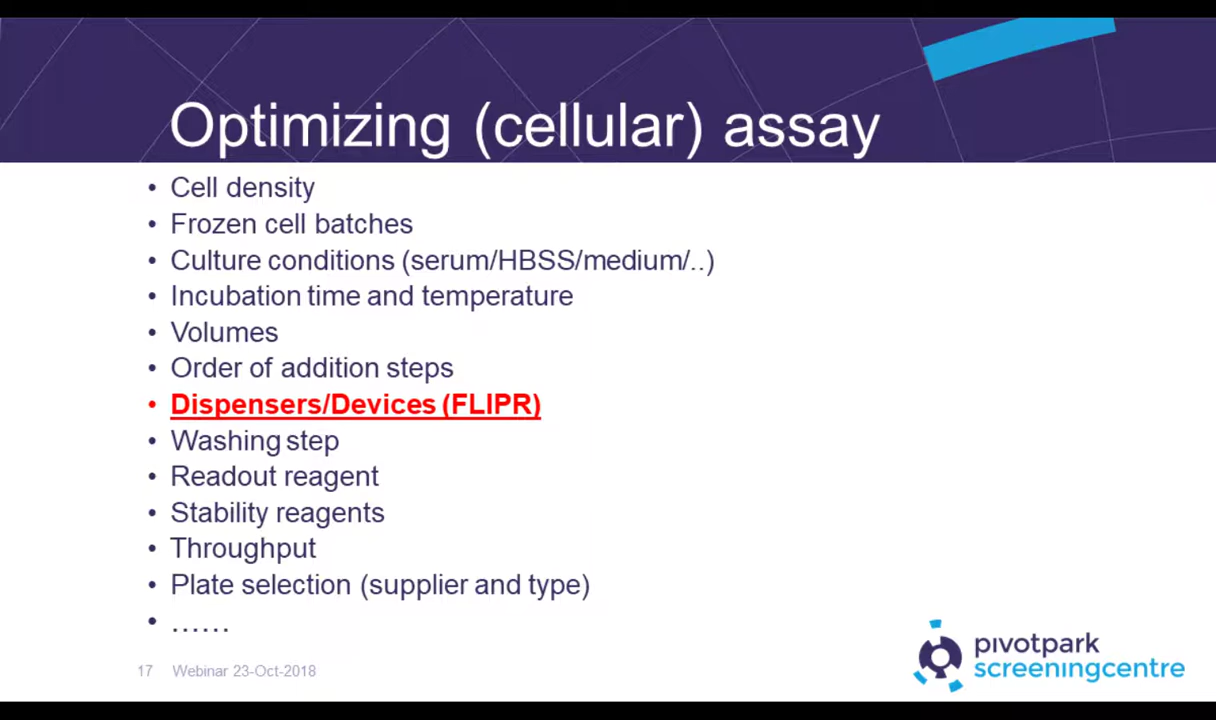 Optimizing (cellular) assay
• Cell density
• Frozen cell batches
• Culture conditions (serum/HBSS/medium/..)
• Incubation time and temperature
• Volumes
• Order of addition steps
• Dispensers/Devices (FLIPR)
• Washing step
• Readout reagent
• Stability reagents
• Throughput
• Plate selection (supplier and type)
• ……
17 Webinar 23-Oct-2018
pivotpark
screeningcentre